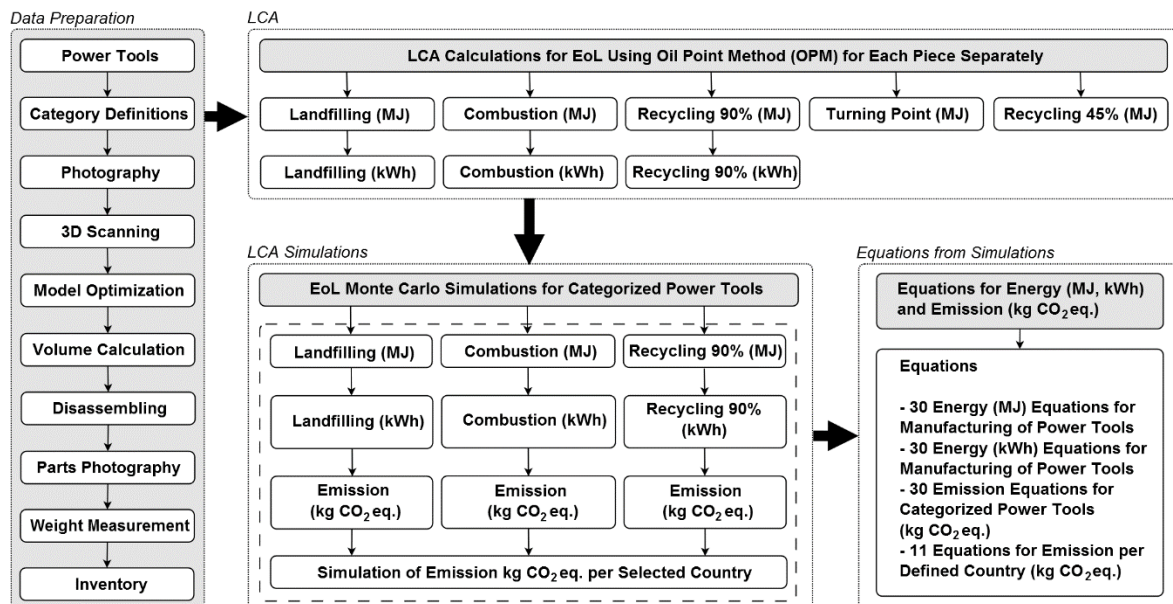 Data Preparation
Power Tools
Category Definitions
Photography
3D Scanning
Model Optimization
Volume Calculation
Disassembling
Parts Photography
Weight Measurement
Inventory
LCA
LCA Calculations for EoL Using Oil Point Method (OPM) for Each Piece Separately
Landfilling (MJ)
Combustion (MJ)
Recycling 90% (MJ)
Turning Point (MJ)
Recycling 45% (MJ)
Landfilling (kWh)
Combustion (kWh)
Recycling 90% (kWh)
LCA Simulations
EoL Monte Carlo Simulations for Categorized Power Tools
Landfilling (MJ)
Combustion (MJ)
Recycling 90% (MJ)
Landfilling (kWh)
Combustion (kWh)
Recycling 90%
(kWh)
Emission
(kg CO₂ eq.)
Emission
(kg CO₂ eq.)
Emission
(kg CO₂ eq.)
Simulation of Emission kg CO₂ eq. per Selected Country
Equations from Simulations
Equations for Energy (MJ, kWh)
and Emission (kg CO₂ eq.)
Equations
- 30 Energy (MJ) Equations for
Manufacturing of Power Tools
- 30 Energy (kWh) Equations for
Manufacturing of Power Tools
- 30 Emission Equations for
Categorized Power Tools
(kg CO₂ eq.)
- 11 Equations for Emission per
Defined Country (kg CO₂ eq.)